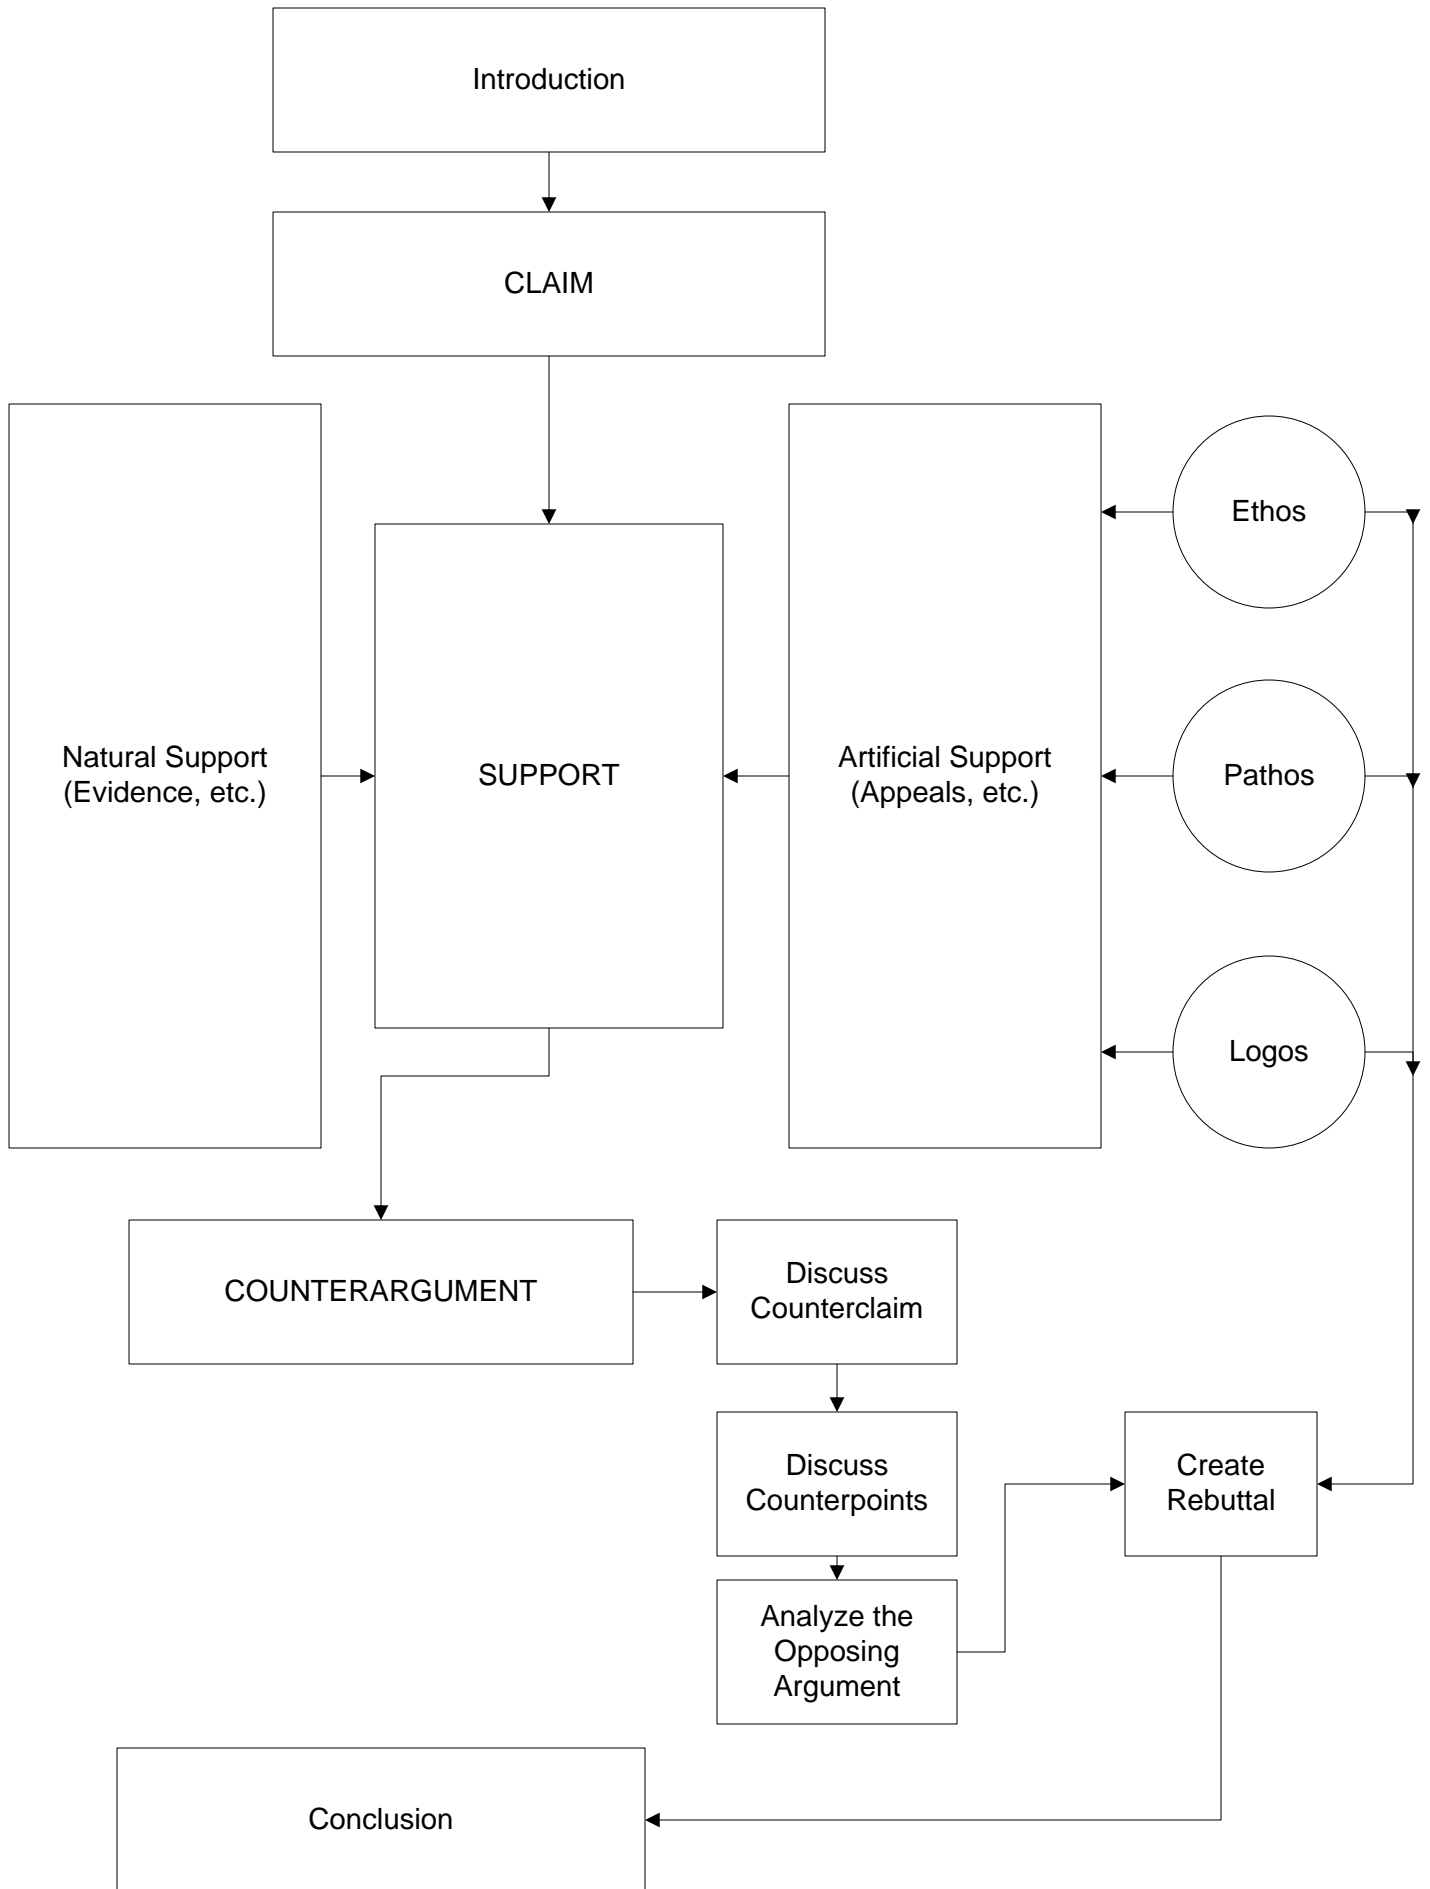 Introduction
CLAIM
Natural Support
(Evidence, etc.)
SUPPORT
Artificial Support
(Appeals, etc.)
Ethos
Pathos
Logos
COUNTERARGUMENT
Discuss
Counterclaim
Discuss
Counterpoints
Analyze the
Opposing
Argument
Create
Rebuttal
Conclusion